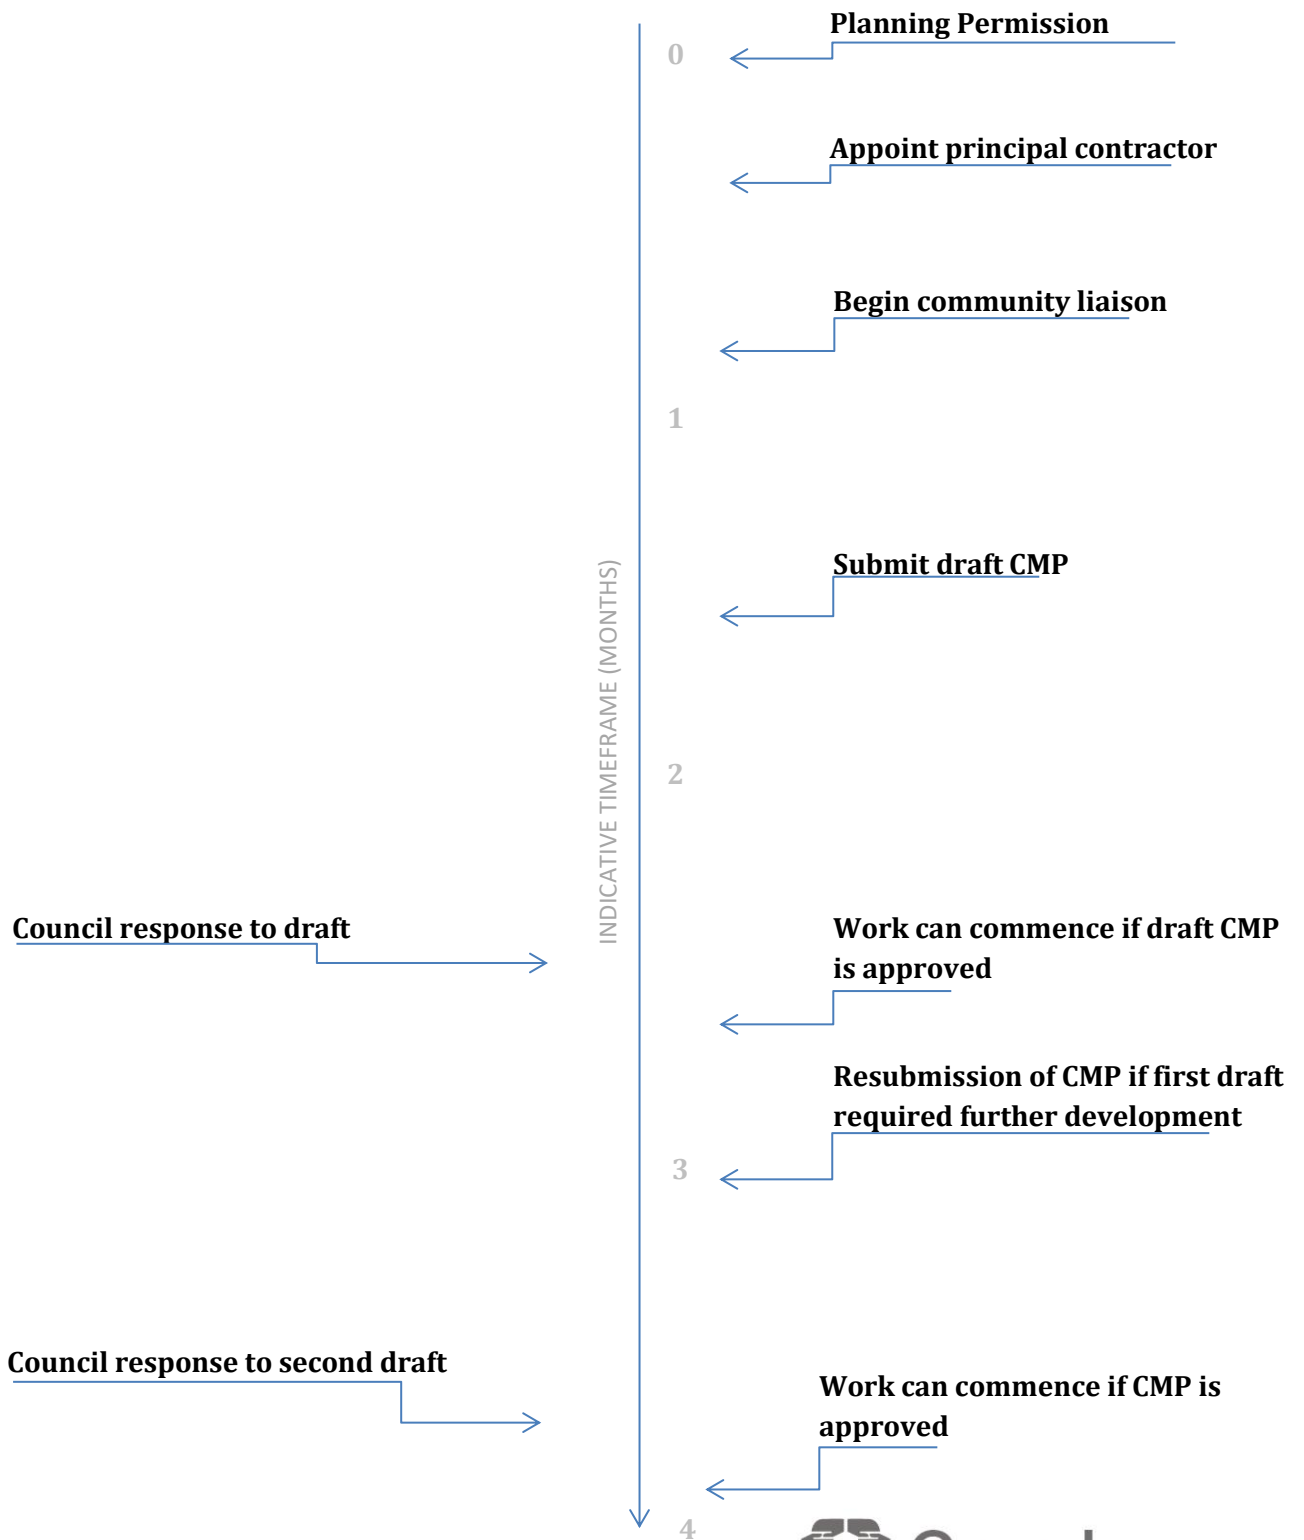 Planning Permission
0
Appoint principal contractor
Begin community liaison
1
Submit draft CMP
INDICATIVE TIMEFRAME (MONTHS)
2
Council response to draft
Work can commence if draft CMP
is approved
Resubmission of CMP if first draft
required further development
3
Council response to second draft
Work can commence if CMP is
approved
4